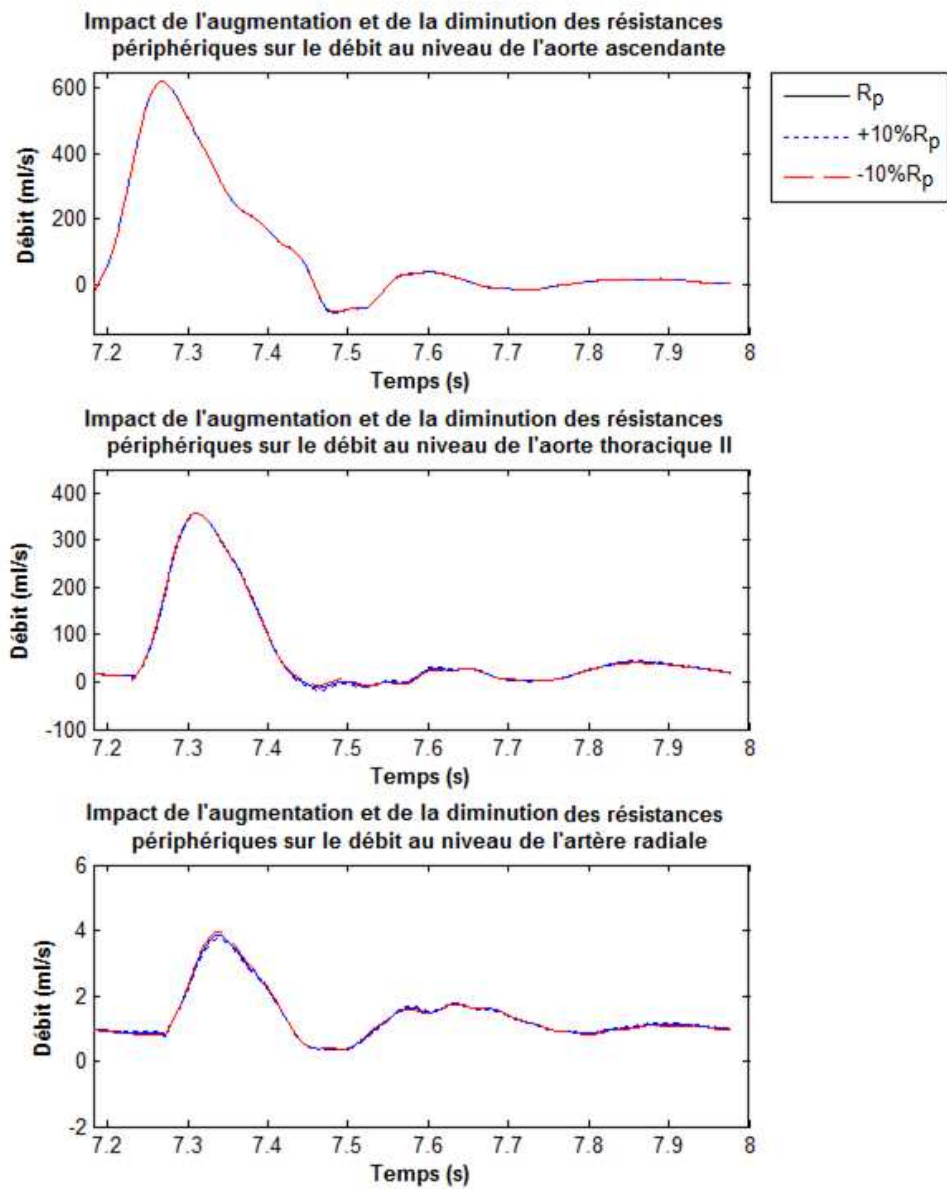 Impact de l'augmentation et de la diminution des résistances
périphériques sur le débit au niveau de l'aorte ascendante
600
400
200
0
Débit (ml/s)
7.2 7.3 7.4 7.5 7.6 7.7 7.8 7.9 8
Temps (s)
Rp
+10%Rp
-10%Rp
Impact de l'augmentation et de la diminution des résistances
périphériques sur le débit au niveau de l'aorte thoracique II
400
300
200
100
0
-100
Débit (ml/s)
7.2 7.3 7.4 7.5 7.6 7.7 7.8 7.9 8
Temps (s)
Impact de l'augmentation et de la diminution des résistances
périphériques sur le débit au niveau de l'artère radiale
6
4
2
0
-2
Débit (ml/s)
7.2 7.3 7.4 7.5 7.6 7.7 7.8 7.9 8
Temps (s)